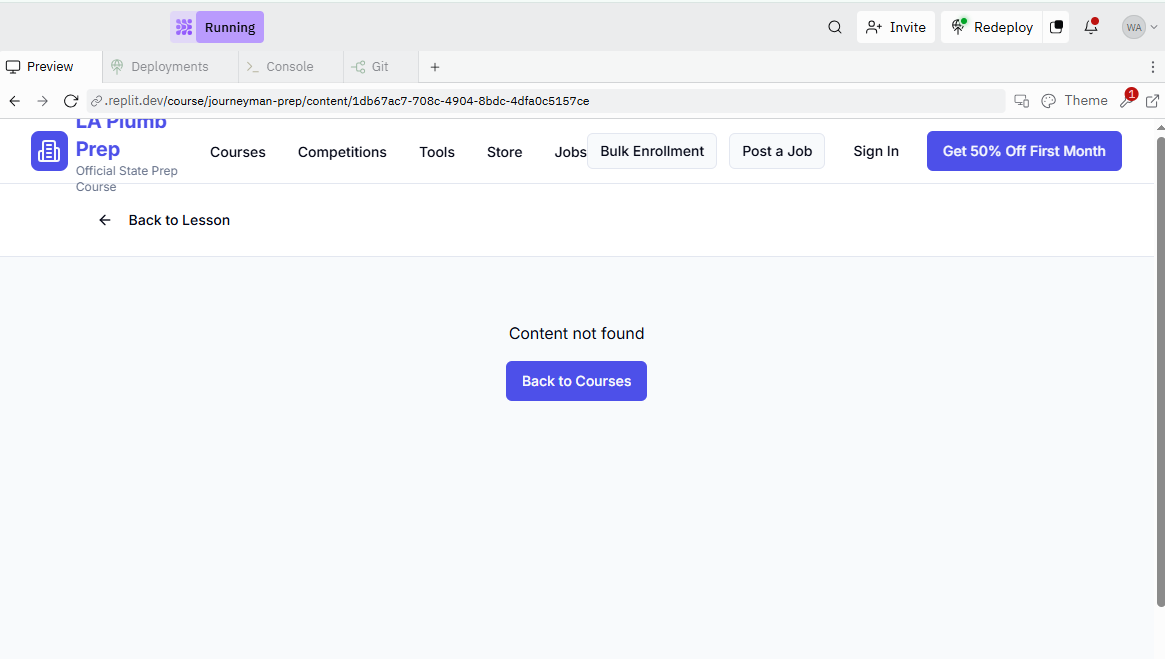 Running
Invite
Redeploy
WA
Preview
Deployments
Console
Git
.replit.dev/course/journeyman-prep/content/1db67ac7-708c-4904-8bdc-4dfa0c5157ce
Theme
1
LA Plumb
Prep
Official State Prep
Course
Courses
Competitions
Tools
Store
Jobs
Bulk Enrollment
Post a Job
Sign In
Get 50% Off First Month
Back to Lesson
Content not found
Back to Courses